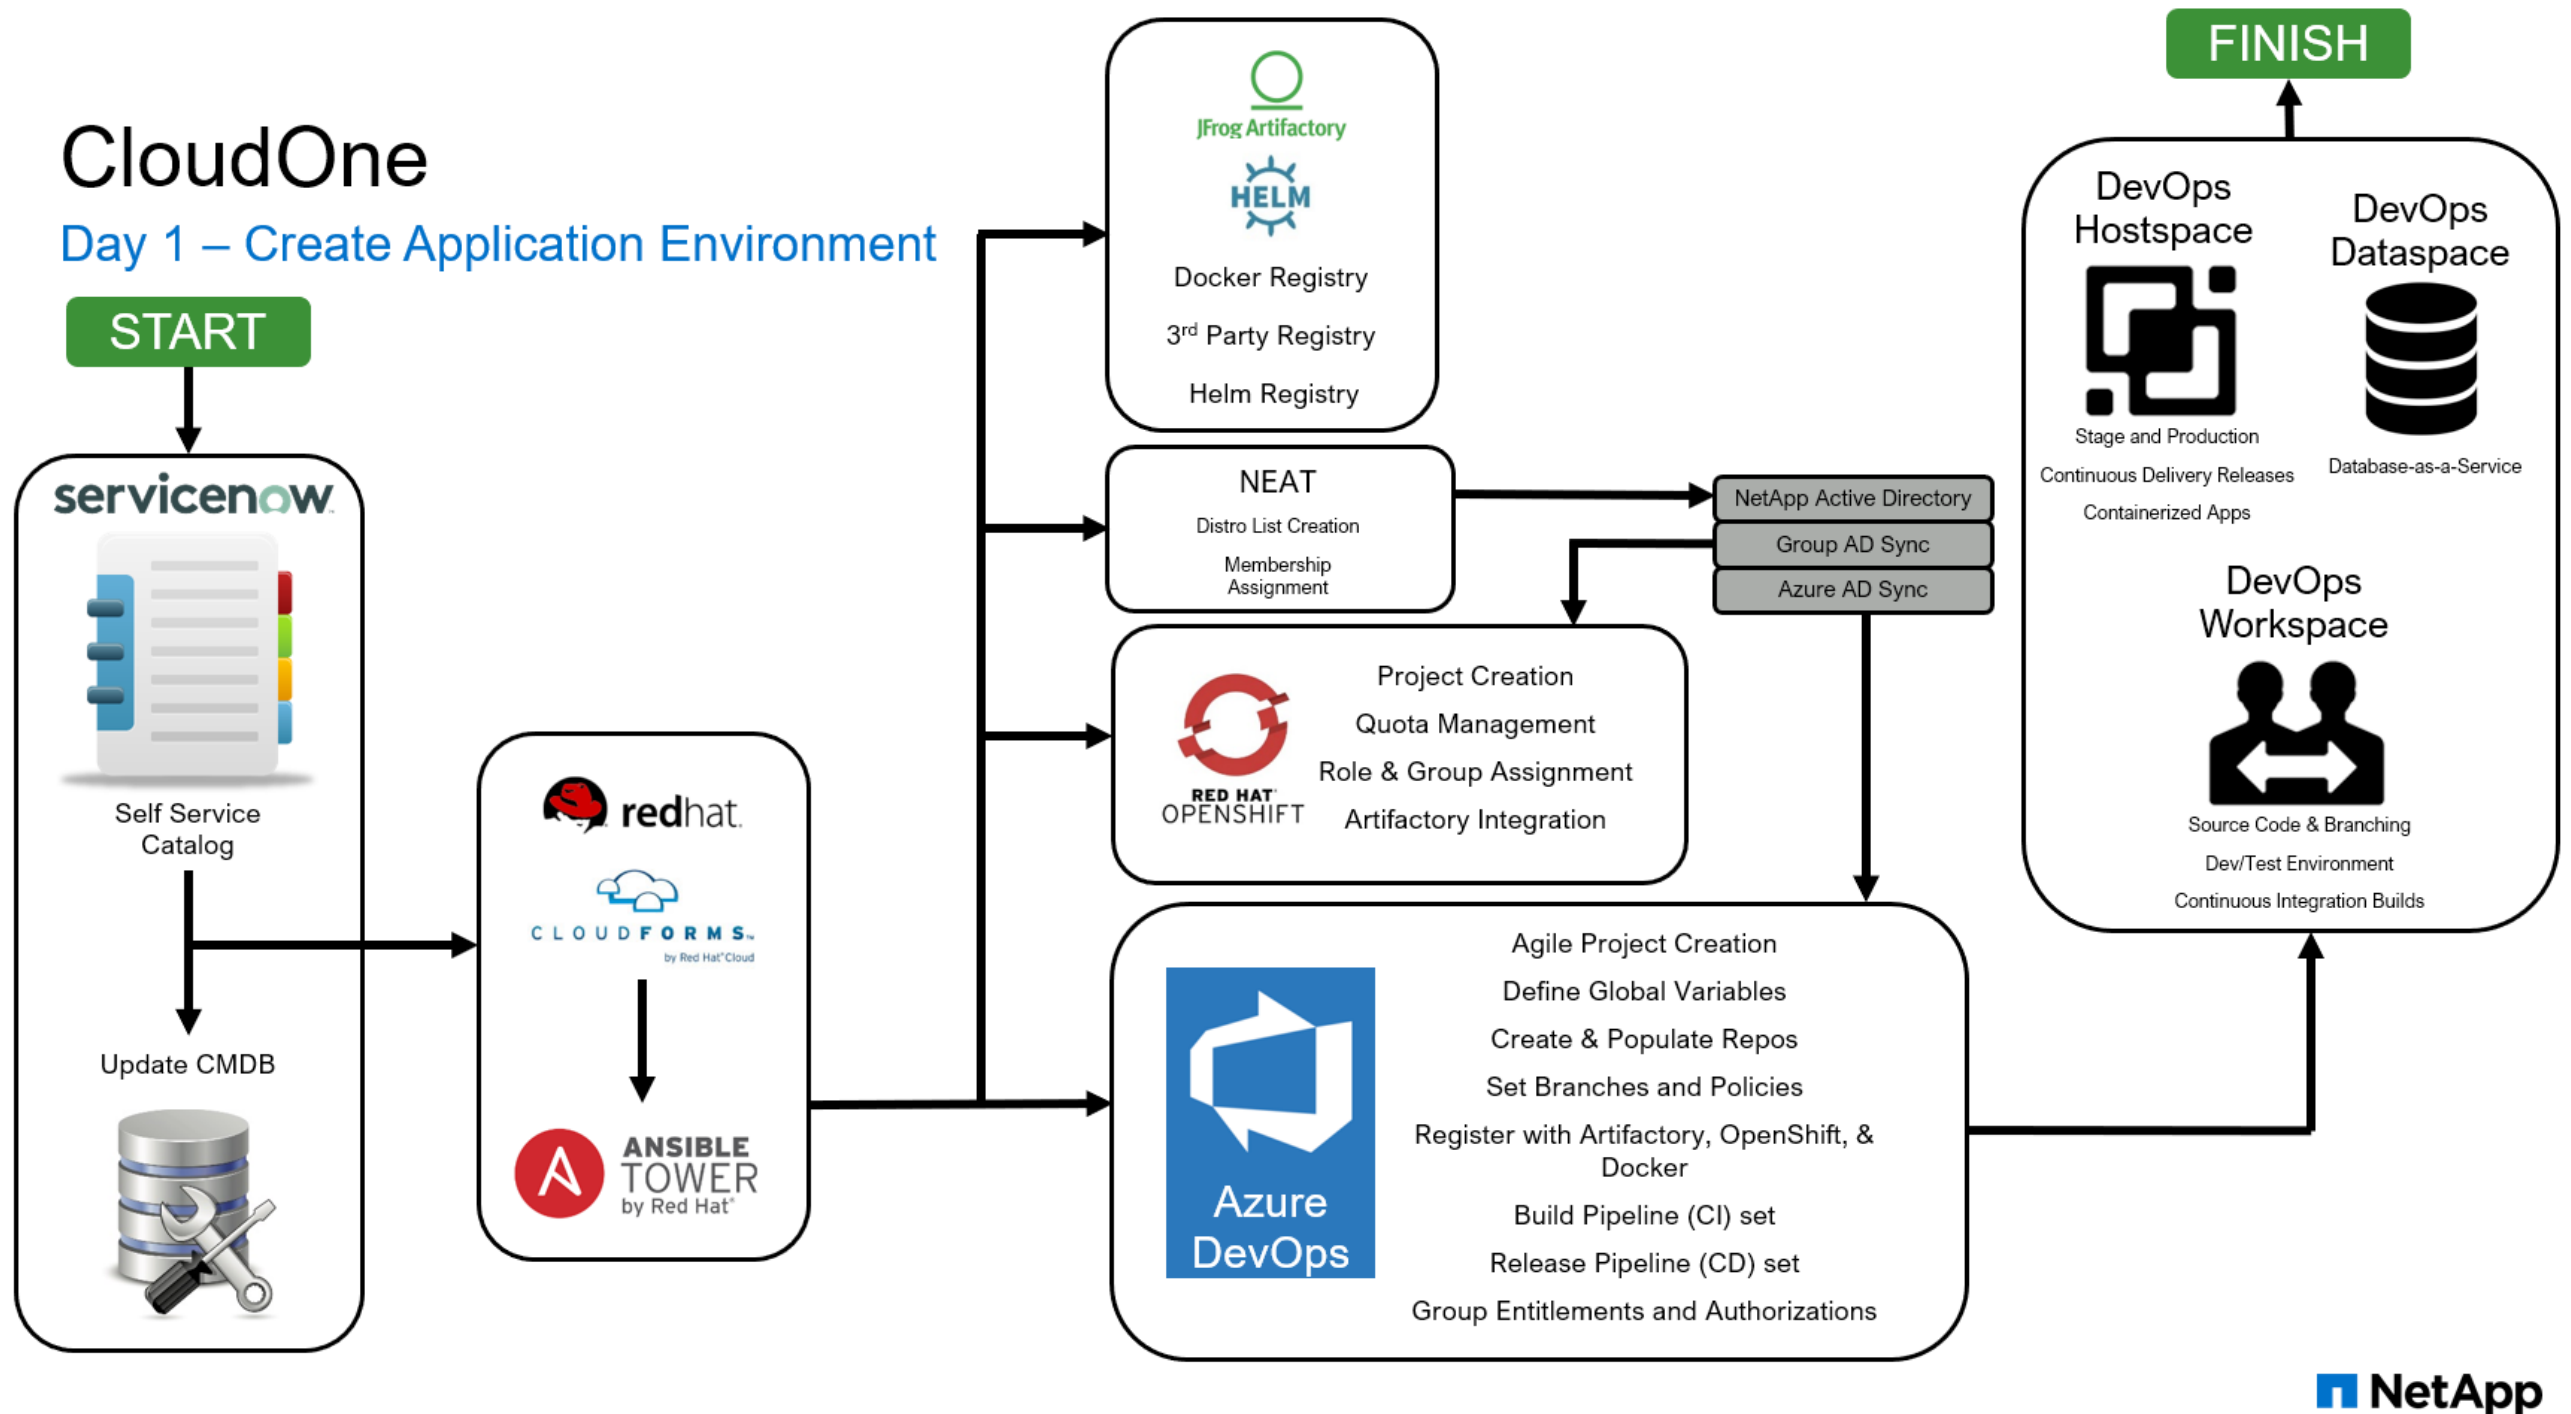 CloudOne
Day 1 – Create Application Environment
START
servicenow
Self Service
Catalog
Update CMDB
redhat.
CLOUDFORMS™
by Red Hat® Cloud
ANSIBLE
TOWER
by Red Hat®
JFrog Artifactory
HELM
Docker Registry
3rd Party Registry
Helm Registry
NEAT
Distro List Creation
Membership
Assignment
NetApp Active Directory
Group AD Sync
Azure AD Sync
RED HAT®
OPENSHIFT
Project Creation
Quota Management
Role & Group Assignment
Artifactory Integration
Azure
DevOps
Agile Project Creation
Define Global Variables
Create & Populate Repos
Set Branches and Policies
Register with Artifactory, OpenShift, &
Docker
Build Pipeline (CI) set
Release Pipeline (CD) set
Group Entitlements and Authorizations
FINISH
DevOps
Hostspace
Stage and Production
Continuous Delivery Releases
Containerized Apps
DevOps
Dataspace
Database-as-a-Service
DevOps
Workspace
Source Code & Branching
Dev/Test Environment
Continuous Integration Builds
NetApp